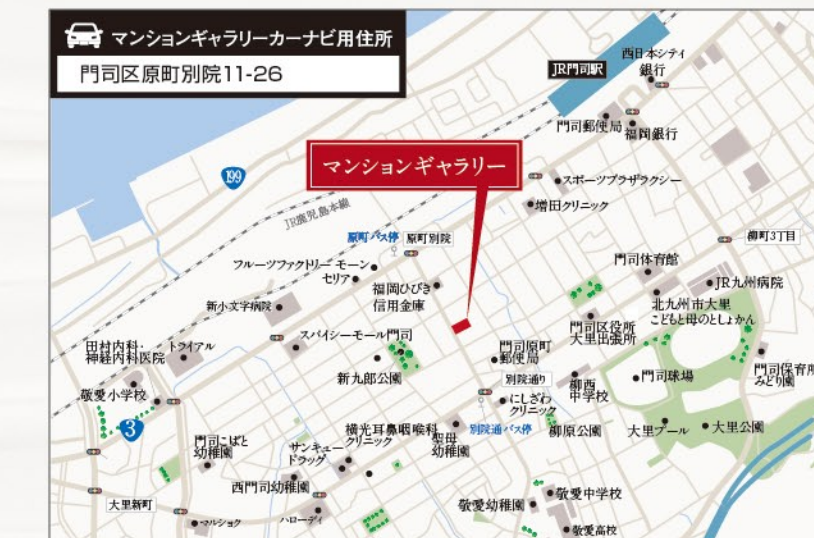 マンションギャラリーカーナビ用住所
門司区原町別院11-26
西日本シティ
銀行
JR門司駅
門司郵便局
福岡銀行
マンションギャラリー
199
スポーツプラザラクシー
増田クリニック
JR鹿児島本線
原町バス停
原町別院
柳町3丁目
フルーツファクトリー モーン
セリア
門司体育館
JR九州病院
福岡ひびき
信用金庫
新小文字病院
北九州市大里
こどもと母のとしょかん
門司区役所
大里出張所
スパイシーモール門司
田村内科・
神経内科医院
トライアル
門司原町
郵便局
新九郎公園
別院通り
門司球場
門司保育所
みどり園
敬愛小学校
柳西
中学校
にしざわ
クリニック
3
横光耳鼻咽喉科
クリニック
聖母
幼稚園
別院通バス停
柳原公園
大里プール
大里公園
門司こばと
幼稚園
サンキュー
ドラッグ
西門司幼稚園
大里新町
敬愛幼稚園
敬愛中学校
マルショク
ハローデイ
敬愛高校